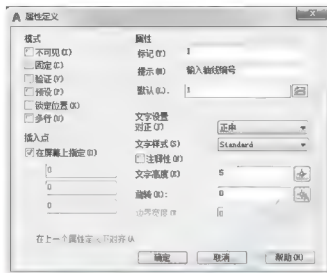 属性定义
模式
不可见(I)
固定(C)
验证(V)
预设(P)
锁定位置(K)
多行(U)
插入点
在屏幕上指定(O)
0
0
0
属性
标记(T)
1
提示(M)
输入轴线编号
默认(L).
1
文字设置
对正(J)
正中
文字样式(S)
Standard
注释性(N)
文字高度(E)
5
旋转(R):
0
边界宽度(W)
0
在上一个属性定义下对齐(A
确定
取消
帮助(H)